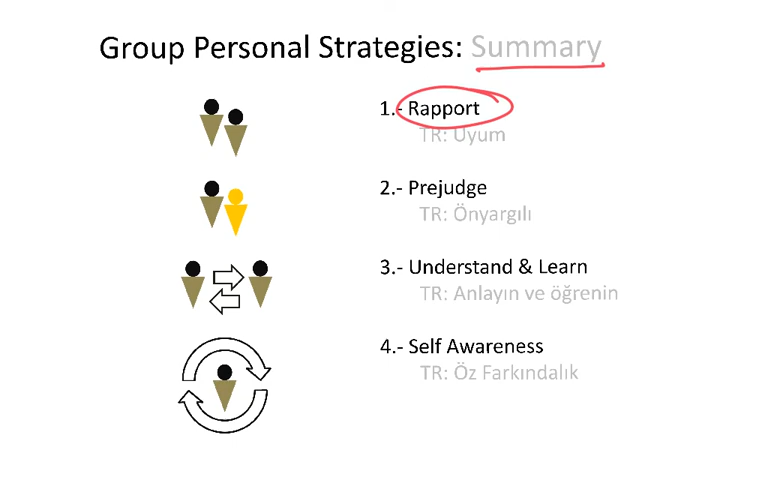 Group Personal Strategies: Summary
1.- Rapport
TR: Uyum
2.- Prejudge
TR: Önyargılı
3.- Understand & Learn
TR: Anlayın ve öğrenin
4.- Self Awareness
TR: Öz Farkındalık